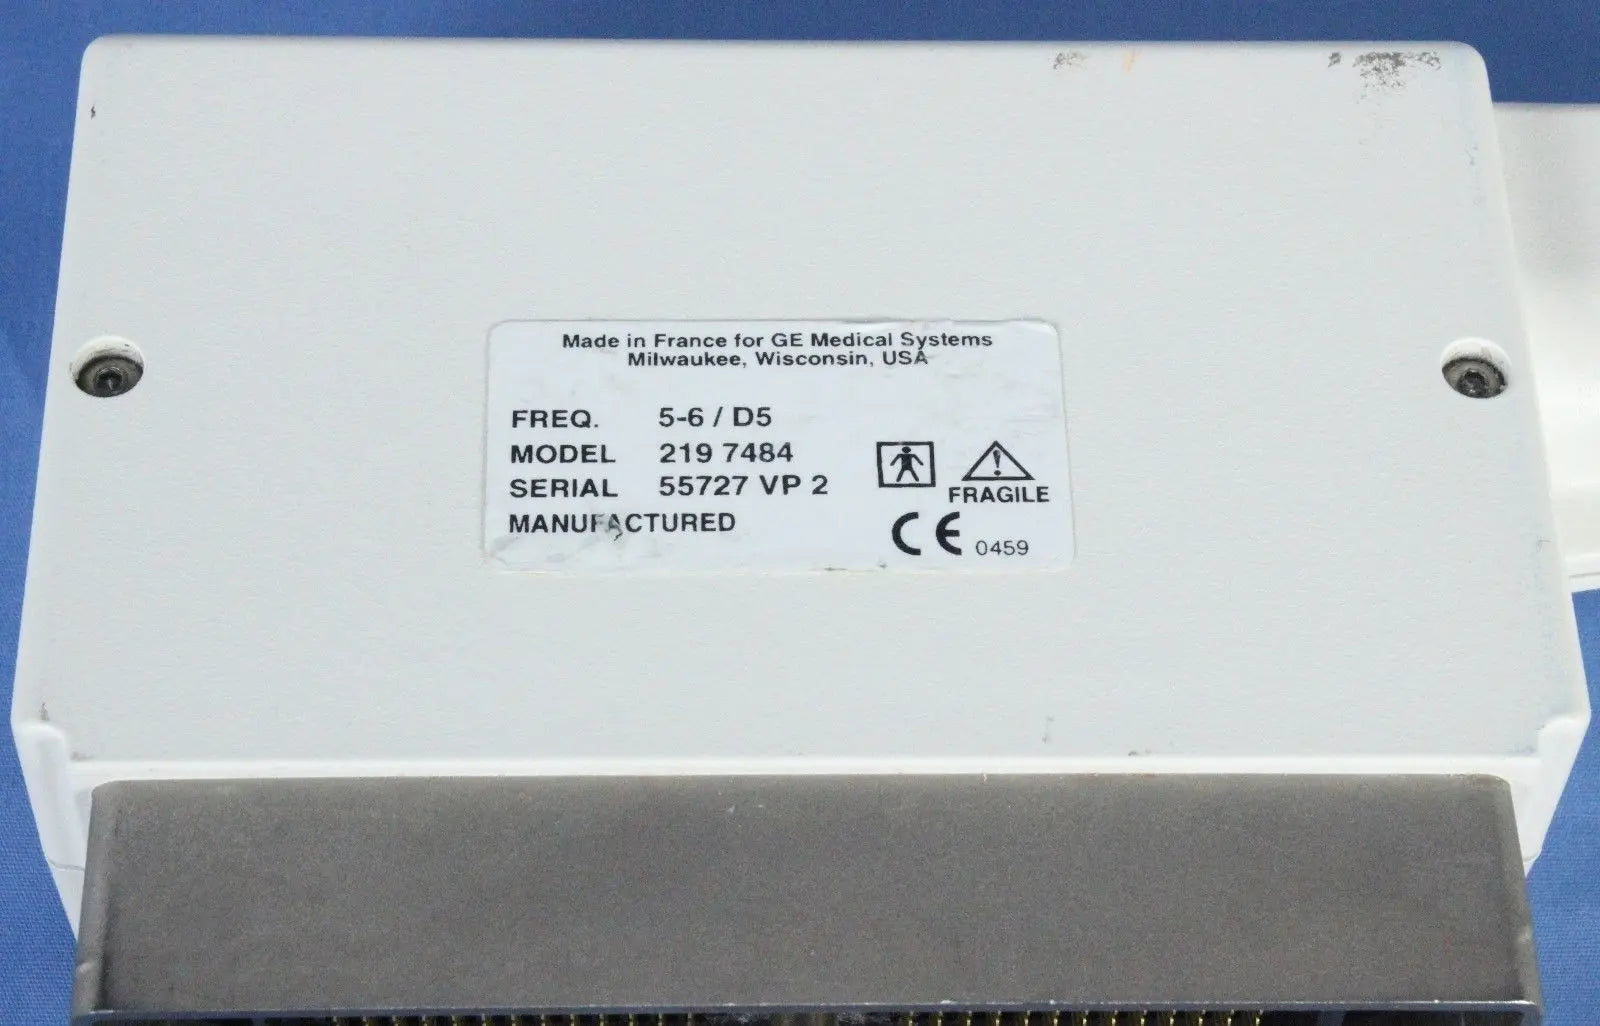 Made in France for GE Medical Systems
Milwaukee, Wisconsin, USA
FREQ. 5-6 / D5
MODEL 219 7484
SERIAL 55727 VP 2
FRAGILE
MANUFACTURED
CE 0459